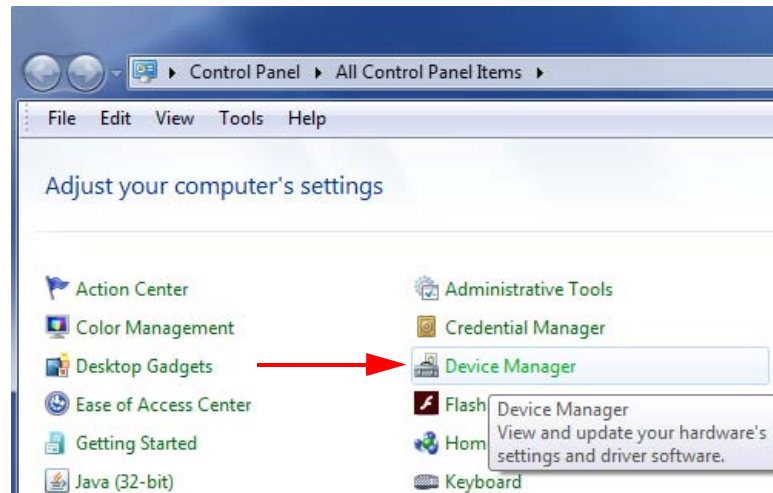 Control Panel ▸ All Control Panel Items ▸
File Edit View Tools Help
Adjust your computer's settings
Action Center
Administrative Tools
Color Management
Credential Manager
Desktop Gadgets
Device Manager
Ease of Access Center
Flash
Device Manager
View and update your hardware's
settings and driver software.
Getting Started
Hom
Java (32-bit)
Keyboard